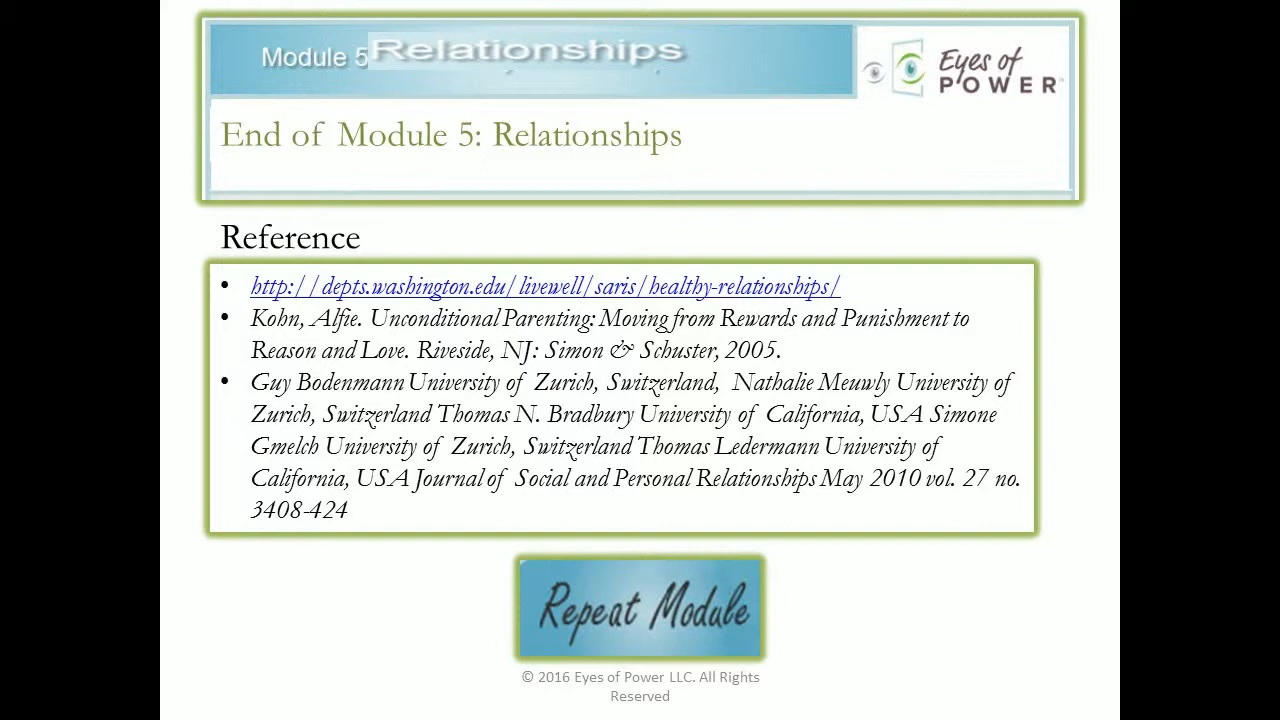 Module 5 Relationships
Eyes of
POWER
End of Module 5: Relationships
Reference
• http://depts.washington.edu/livewell/saris/healthy-relationships/
• Kohn, Alfie. Unconditional Parenting: Moving from Rewards and Punishment to
Reason and Love. Riveside, NJ: Simon & Schuster, 2005.
• Guy Bodenmann University of Zurich, Switzerland, Nathalie Meuwly University of
Zurich, Switzerland Thomas N. Bradbury University of California, USA Simone
Gmelch University of Zurich, Switzerland Thomas Ledermann University of
California, USA Journal of Social and Personal Relationships May 2010 vol. 27 no.
3408-424
Repeat Module
© 2016 Eyes of Power LLC. All Rights
Reserved